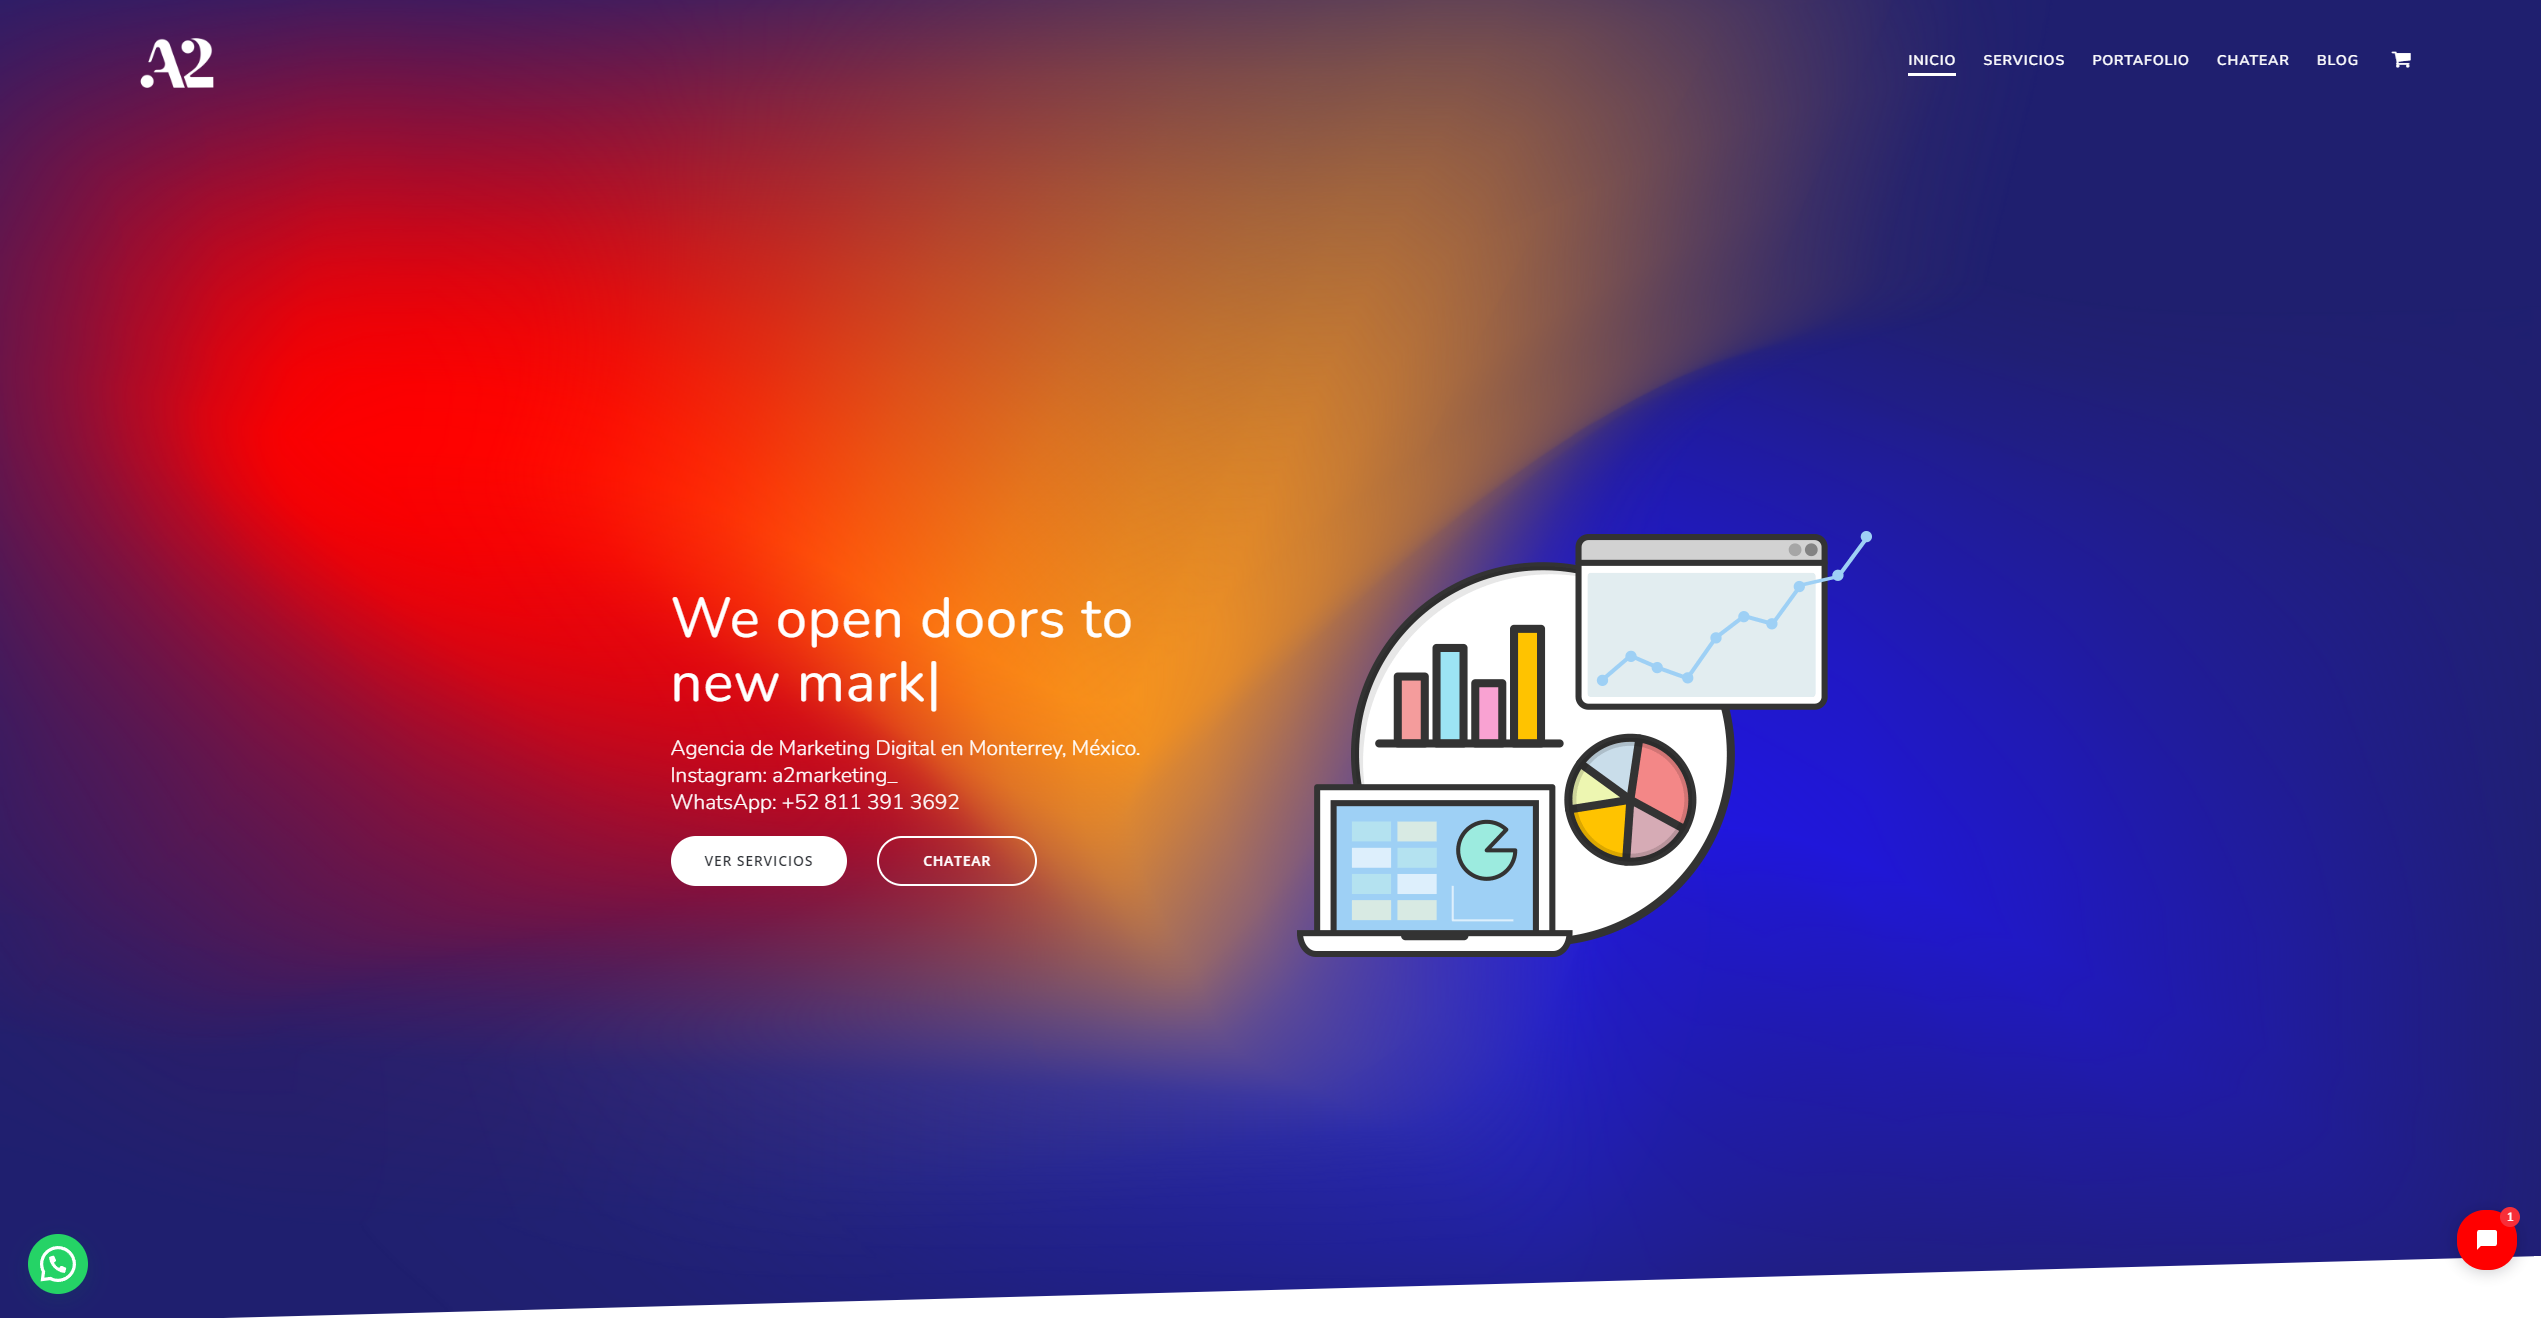 A2
INICIO SERVICIOS PORTAFOLIO CHATEAR BLOG
We open doors to
new mark|
Agencia de Marketing Digital en Monterrey, México.
Instagram: a2marketing_
WhatsApp: +52 811 391 3692
VER SERVICIOS CHATEAR
1